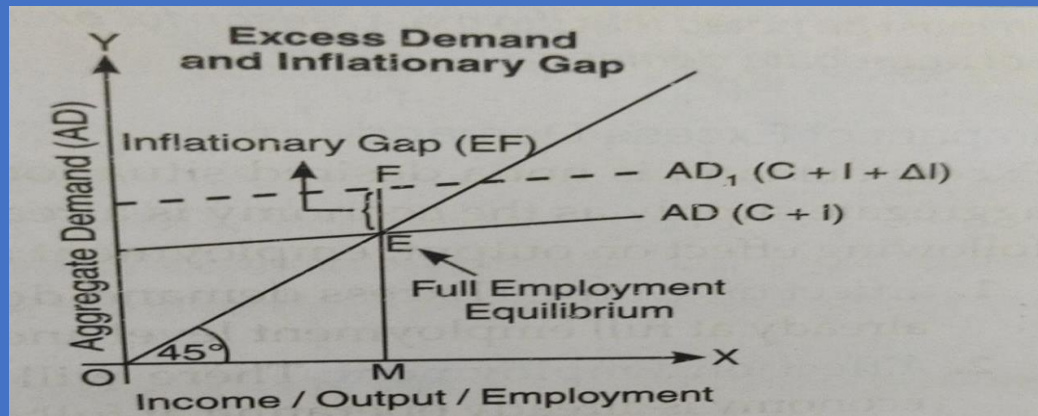 Excess Demand
and Inflationary Gap
Y
Aggregate Demand (AD)
Inflationary Gap (EF)
F
AD₁ (C + I + ΔI)
AD (C + i)
E
Full Employment
Equilibrium
45°
O
M
X
Income / Output / Employment